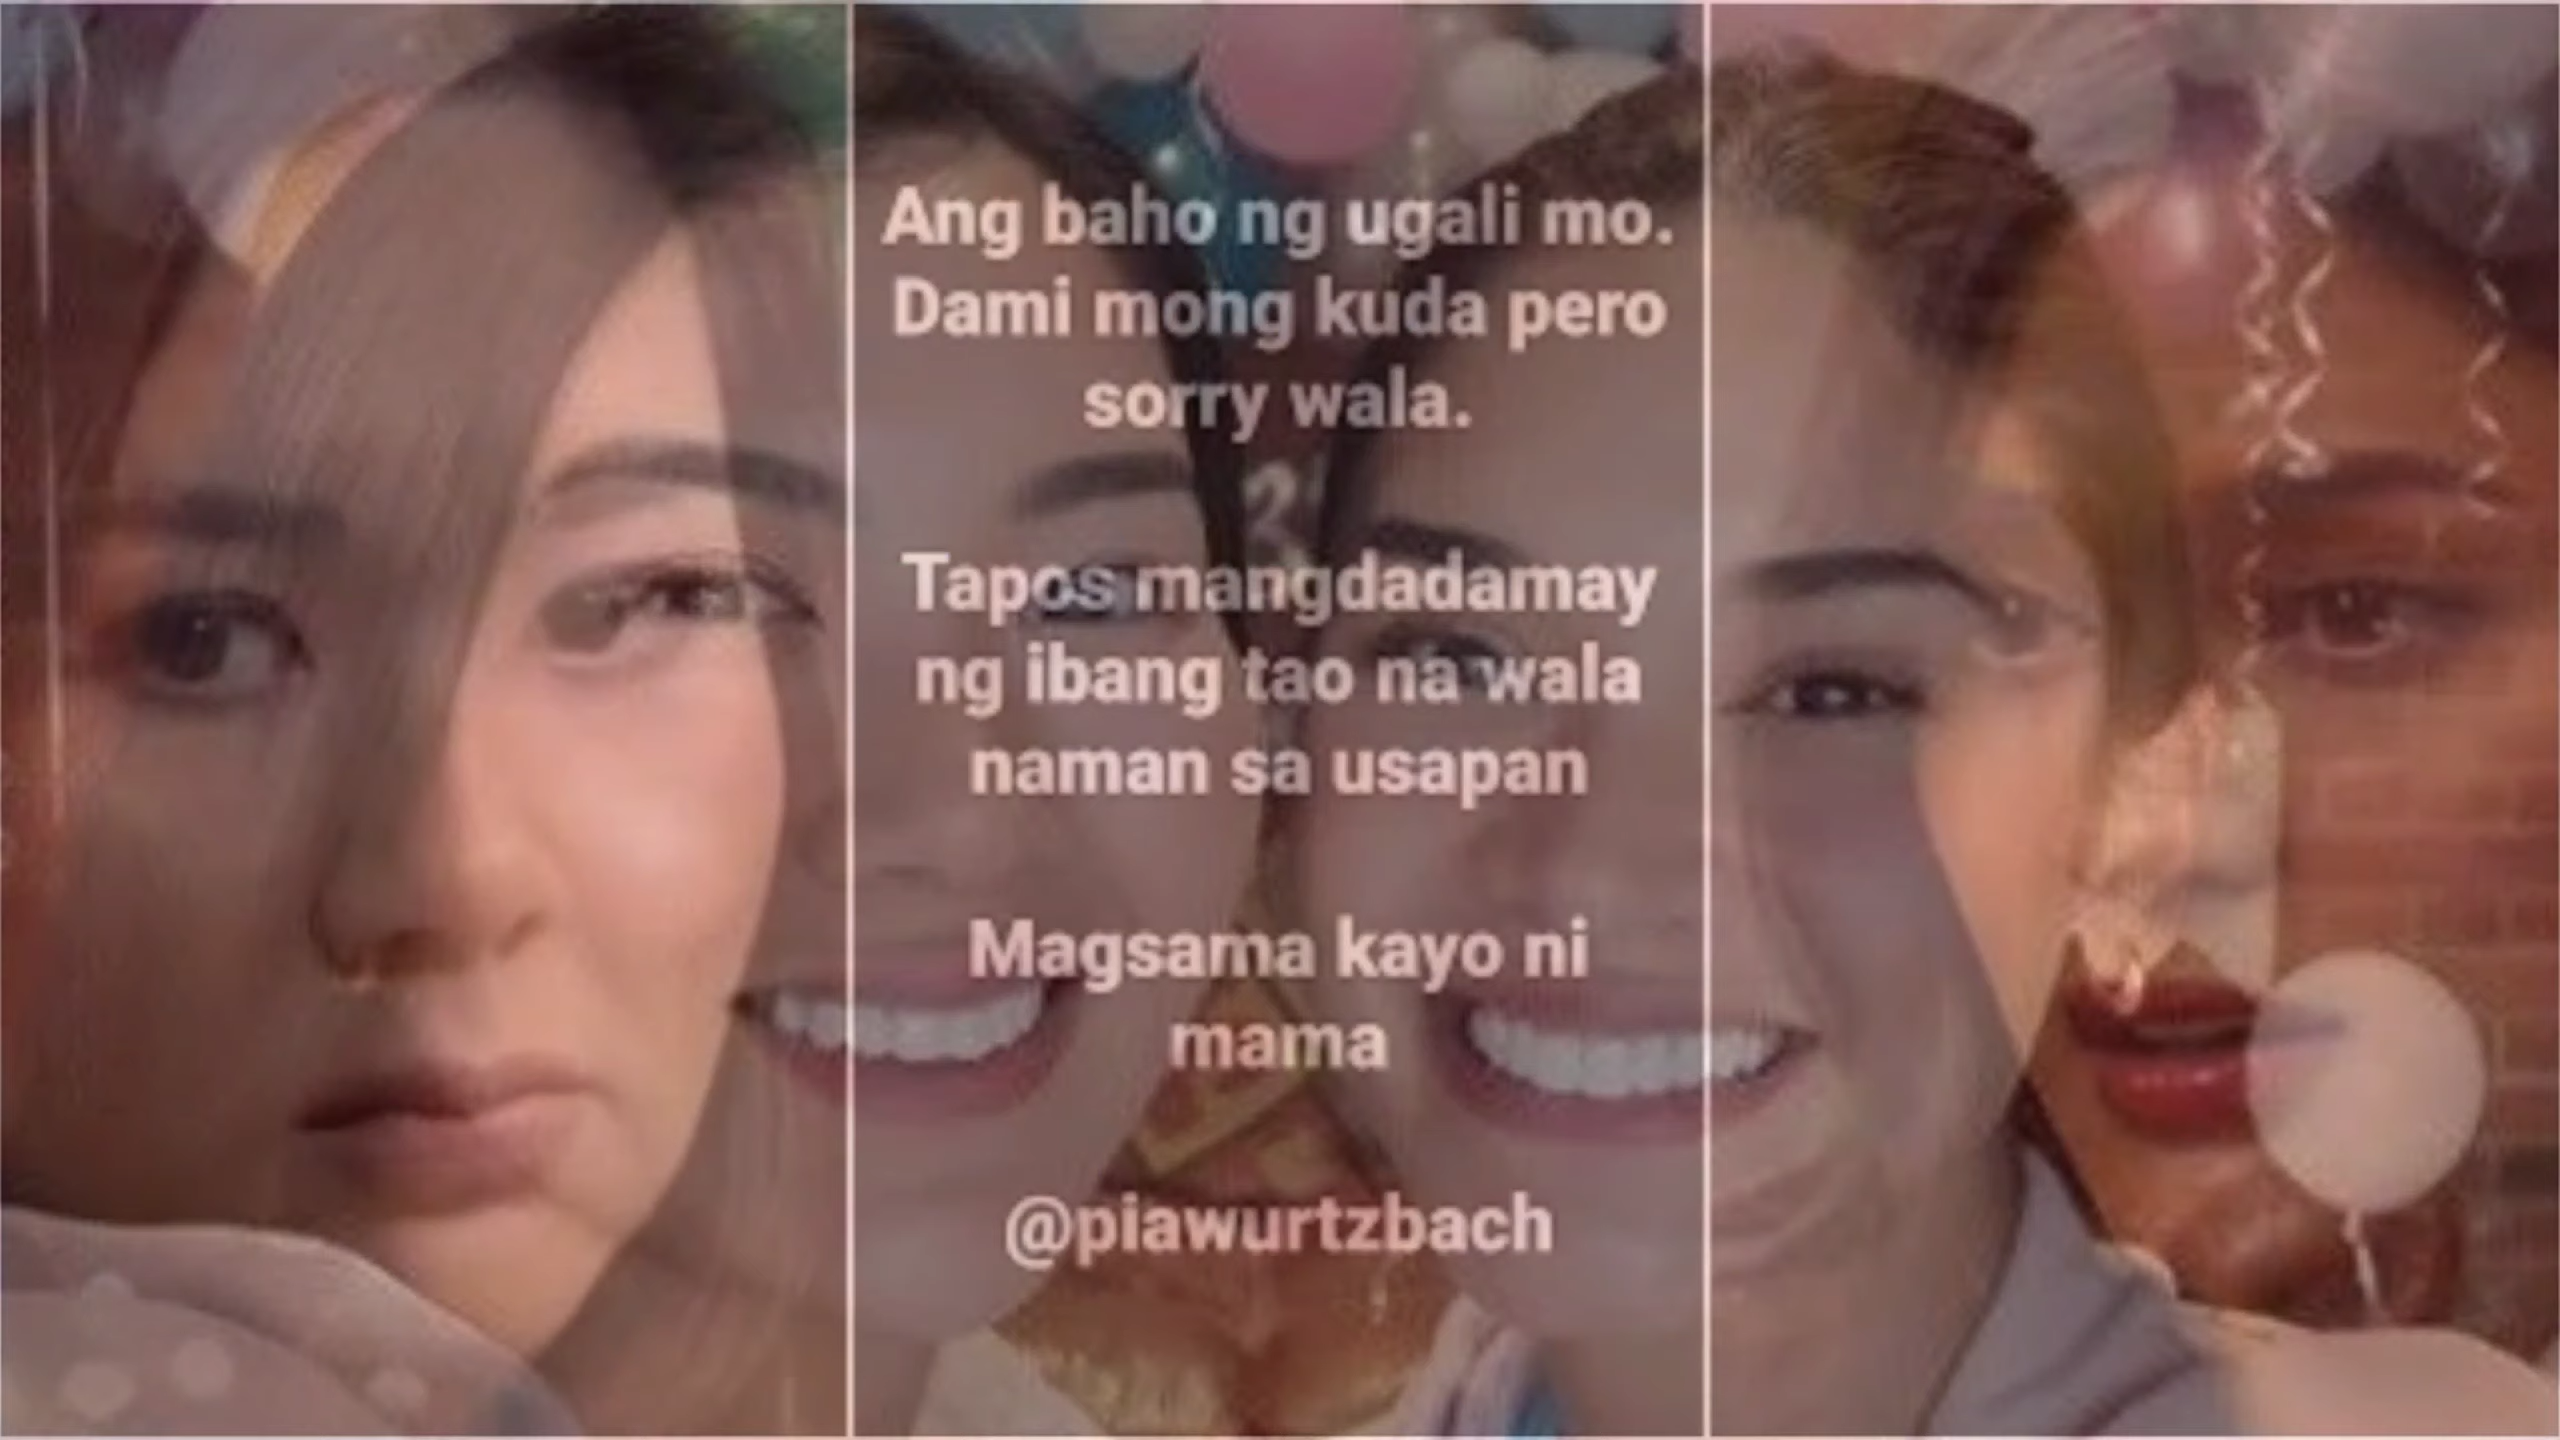 Ang baho ng ugali mo.
Dami mong kuda pero
sorry wala.
Tapos mangdadamay
ng ibang tao na wala
naman sa usapan
Magsama kayo ni
mama
@piawurtzbach